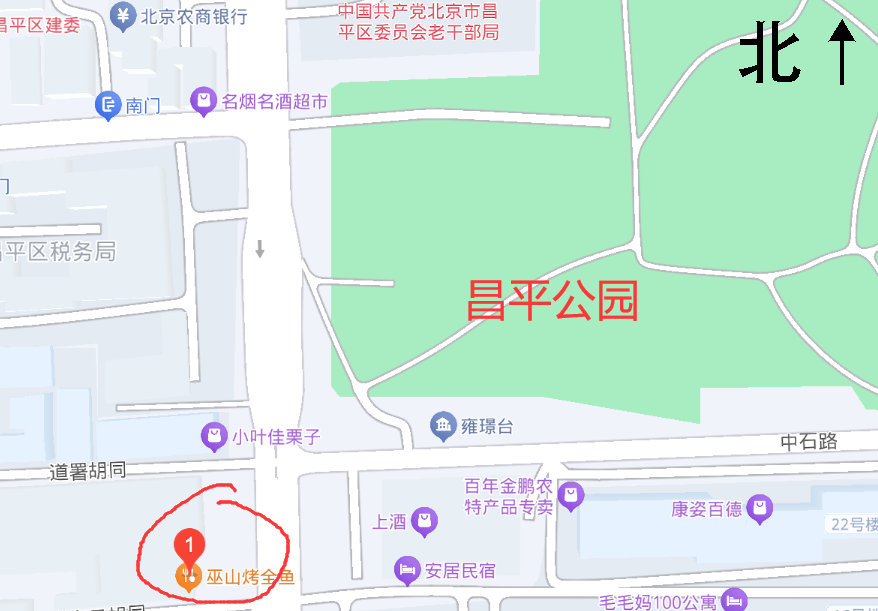 昌平区建委
北京农商银行
中国共产党北京市昌
平区委员会老干部局
北
南门
名烟名酒超市
门
昌平区税务局
昌平公园
小叶佳栗子
雍璟台
中石路
道署胡同
百年金鹏农
特产品专卖
上酒
康姿百德
22号楼
1
巫山烤全鱼
安居民宿
毛毛妈100公寓